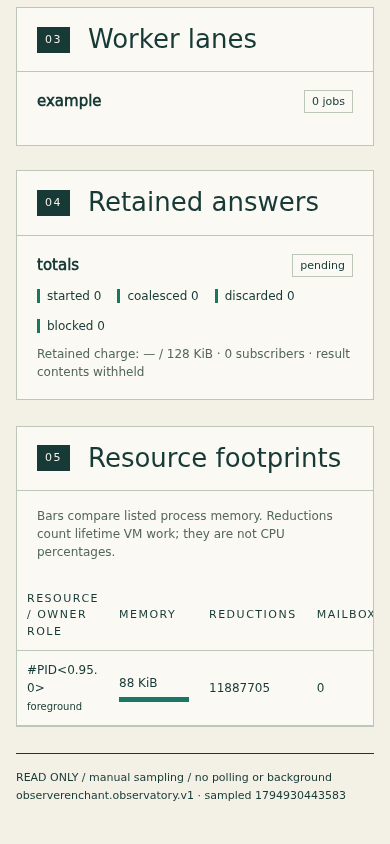 03 Worker lanes
example 0 jobs
04 Retained answers
totals pending
started 0 coalesced 0 discarded 0
blocked 0
Retained charge: — / 128 KiB · 0 subscribers · result
contents withheld
05 Resource footprints
Bars compare listed process memory. Reductions
count lifetime VM work; they are not CPU
percentages.
RESOURCE
/ OWNER MEMORY REDUCTIONS MAILBOX
ROLE
#PID<0.95.
0> 88 KiB 11887705 0
foreground
READ ONLY / manual sampling / no polling or background
observerenchant.observatory.v1 · sampled 1794930443583